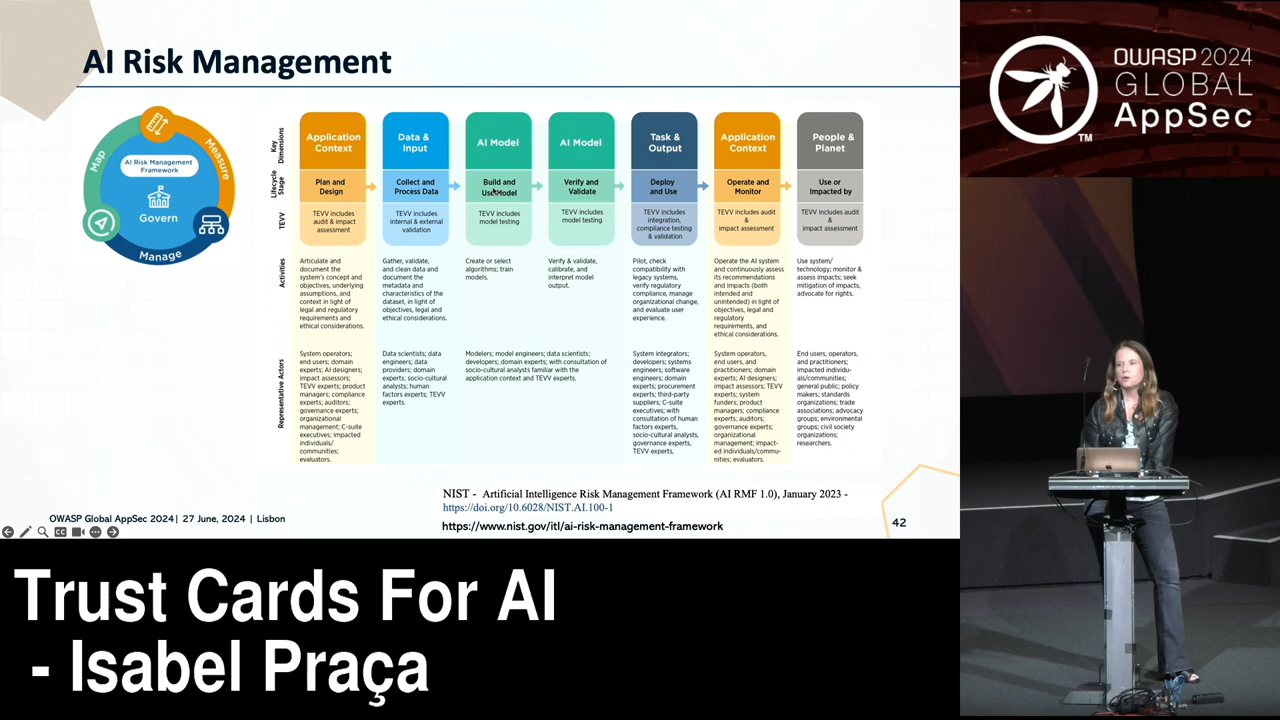 AI Risk Management
Map
Measure
Manage
AI Risk Management
Framework
Govern
Key
Dimensions
Application
Context
Data &
Input
AI Model
AI Model
Task &
Output
Application
Context
People &
Planet
Lifecycle
Stage
Plan and
Design
Collect and
Process Data
Build and
Use Model
Verify and
Validate
Deploy
and Use
Operate and
Monitor
Use or
Impacted by
TEVV
TEVV includes
audit & impact
assessment
TEVV includes
internal & external
validation
TEVV includes
model testing
TEVV includes
model testing
TEVV includes
integration,
compliance testing
& validation
TEVV includes audit
&
impact assessment
TEVV includes audit
&
impact assessment
Activities
Articulate and
document the
system's concept and
objectives, underlying
assumptions, and
context in light of
legal and regulatory
requirements and
ethical considerations.
Gather, validate,
and clean data and
document the
metadata and
characteristics of the
dataset, in light of
objectives, legal and
ethical considerations.
Create or select
algorithms; train
models.
Verify & validate,
calibrate, and
interpret model
output.
Pilot, check
compatibility with
legacy systems,
verify regulatory
compliance, manage
organizational change,
and evaluate user
experience.
Operate the AI system
and continuously assess
its recommendations
and impacts (both
intended and
unintended) in light of
objectives, legal and
regulatory
requirements, and
ethical considerations.
Use system/
technology; monitor &
assess impacts; seek
mitigation of impacts,
advocate for rights.
Representative Actors
System operators;
end users; domain
experts; AI designers;
impact assessors;
TEVV experts; product
managers; compliance
experts; auditors;
governance experts;
organizational
management; C-suite
executives; impacted
individuals/
communities;
evaluators.
Data scientists; data
engineers; data
providers; domain
experts; socio-cultural
analysts; human
factors experts; TEVV
experts.
Modelers; model engineers; data scientists;
developers; domain experts; with consultation of
socio-cultural analysts familiar with the
application context and TEVV experts.
System integrators;
developers; systems
engineers; software
engineers; domain
experts; procurement
experts; third-party
suppliers; C-suite
executives; with
consultation of human
factors experts,
socio-cultural analysts,
governance experts,
TEVV experts,
System operators,
end users, and
practitioners; domain
experts; AI designers;
impact assessors; TEVV
experts; system
funders; product
managers; compliance
experts; auditors;
governance experts;
organizational
management; impact-
ed individuals/commu-
nities; evaluators.
End users, operators,
and practitioners;
impacted individu-
als/communities;
general public; policy
makers; standards
organizations; trade
associations; advocacy
groups; environmental
groups; civil society
organizations;
researchers.
NIST - Artificial Intelligence Risk Management Framework (AI RMF 1.0), January 2023 -
https://doi.org/10.6028/NIST.AI.100-1
https://www.nist.gov/itl/ai-risk-management-framework
OWASP Global AppSec 2024| 27 June, 2024 | Lisbon
42
CC
OWASP 2024
GLOBAL
AppSec
TM
Trust Cards For AI
- Isabel Praça